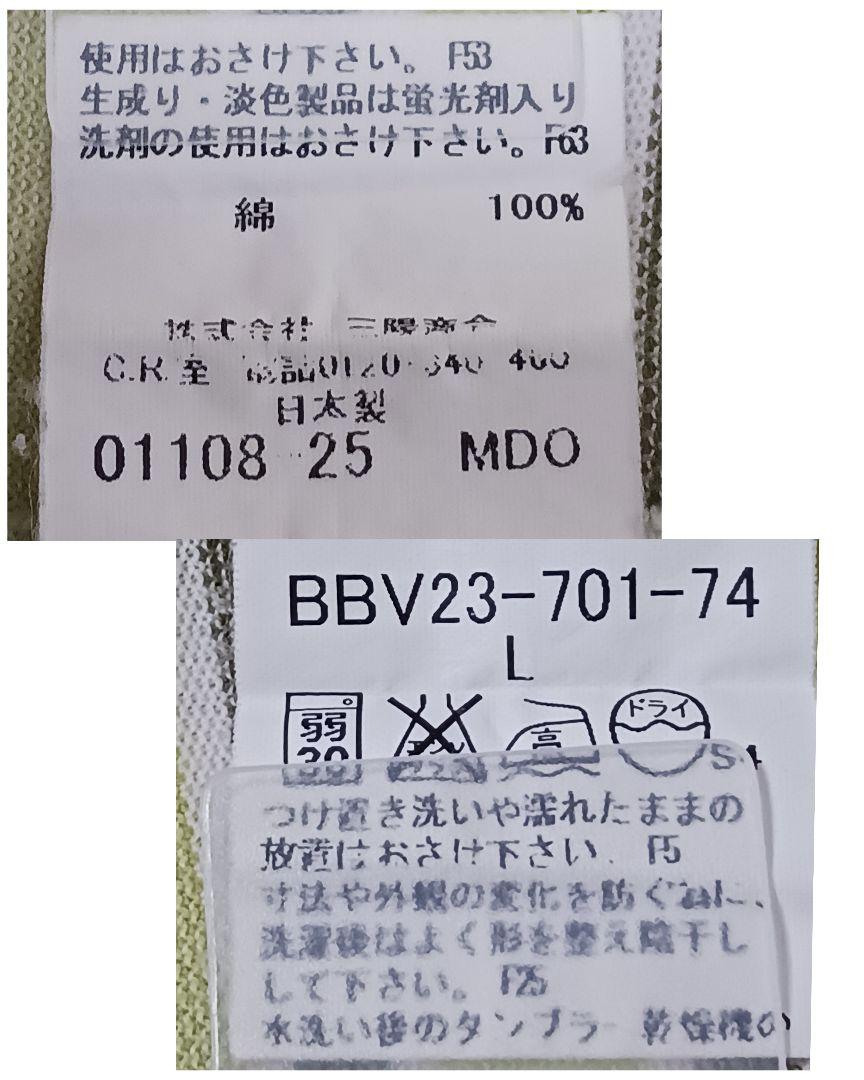 使用はおさけ下さい。 F53
生成り・淡色製品は蛍光剤入り
洗剤の使用はおさけ下さい。F63
綿 100%
株式会社 三陽商会
C.R.室 電話0120-340-460
日本製
01108 25 MDO
BBV23-701-74
L
弱
30
高
ドライ
つけ置き洗いや濡れたままの
放置はおさけ下さい。 F5
寸法や外観の変化を防ぐ為に、
洗濯後はよく形を整え陰干し
して下さい。 F25
水洗い後のタンブラー乾燥機の